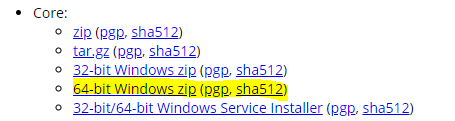 Core:
zip (pgp, sha512)
tar.gz (pgp, sha512)
32-bit Windows zip (pgp, sha512)
64-bit Windows zip (pgp, sha512)
32-bit/64-bit Windows Service Installer (pgp, sha512)